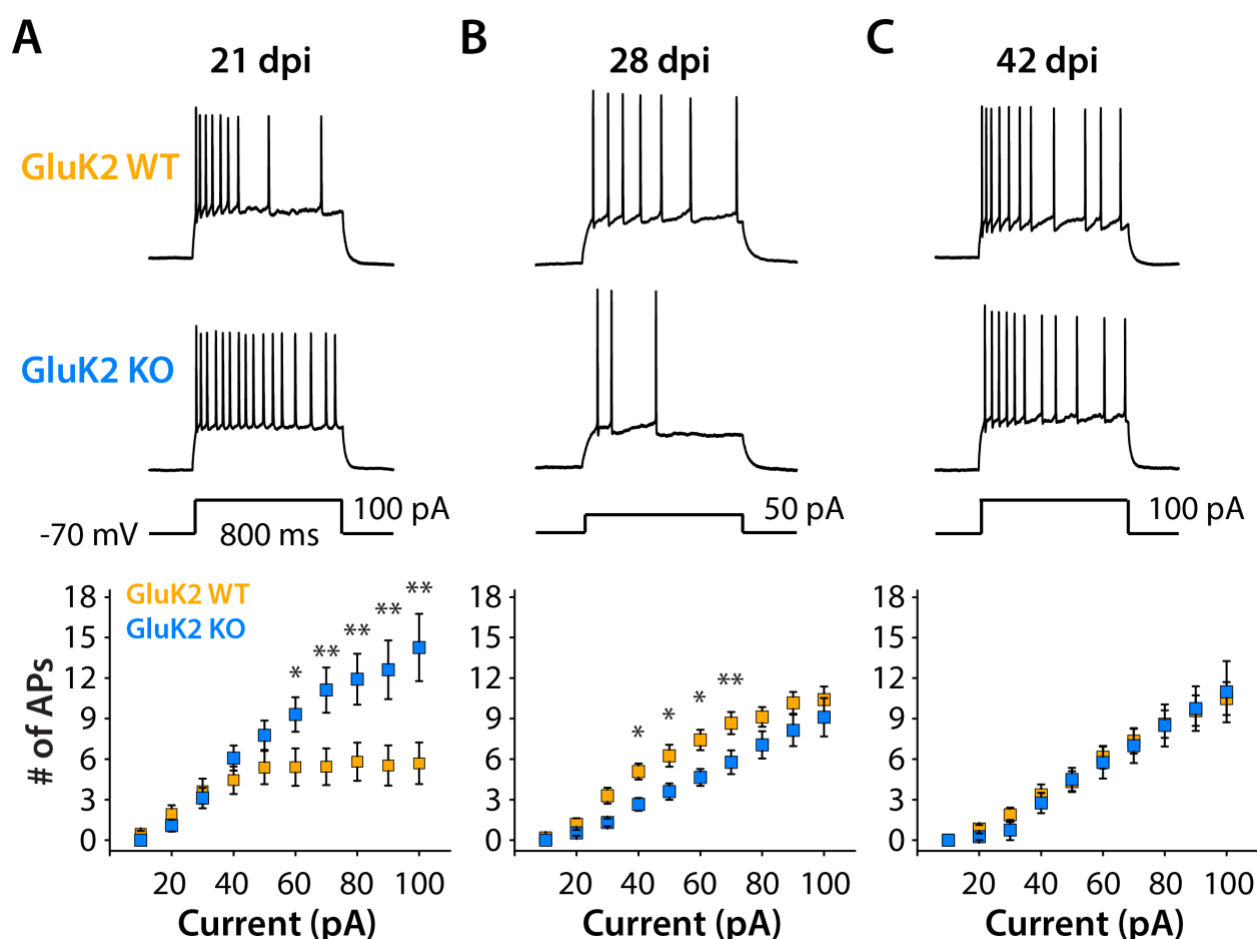 A
B
C
21 dpi
28 dpi
42 dpi
GluK2 WT
GluK2 KO
-70 mV
800 ms
100 pA
50 pA
100 pA
GluK2 WT
GluK2 KO
# of APs
18
15
12
9
6
3
0
* ** ** ** **
20 40 60 80 100
Current (pA)
18
15
12
9
6
3
0
* * * **
20 40 60 80 100
Current (pA)
18
15
12
9
6
3
0
20 40 60 80 100
Current (pA)